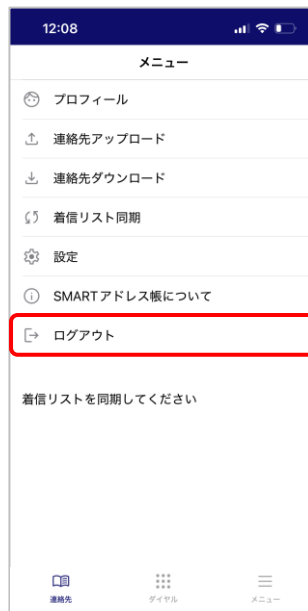 12:08
メニュー
プロフィール
連絡先アップロード
連絡先ダウンロード
着信リスト同期
設定
SMARTアドレス帳について
ログアウト
着信リストを同期してください
連絡先
ダイヤル
メニュー